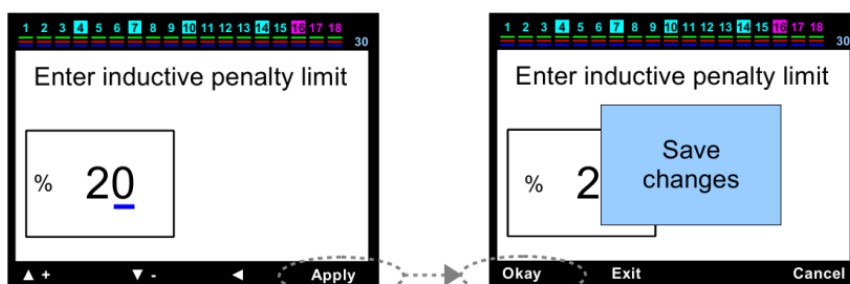 1 2 3 4 5 6 7 8 9 10 11 12 13 14 15 16 17 18
30
Enter inductive penalty limit
% 20
▲ + ▼ - ◄ Apply
1 2 3 4 5 6 7 8 9 10 11 12 13 14 15 16 17 18
30
Enter inductive penalty limit
% 2
Save
changes
Okay Exit Cancel